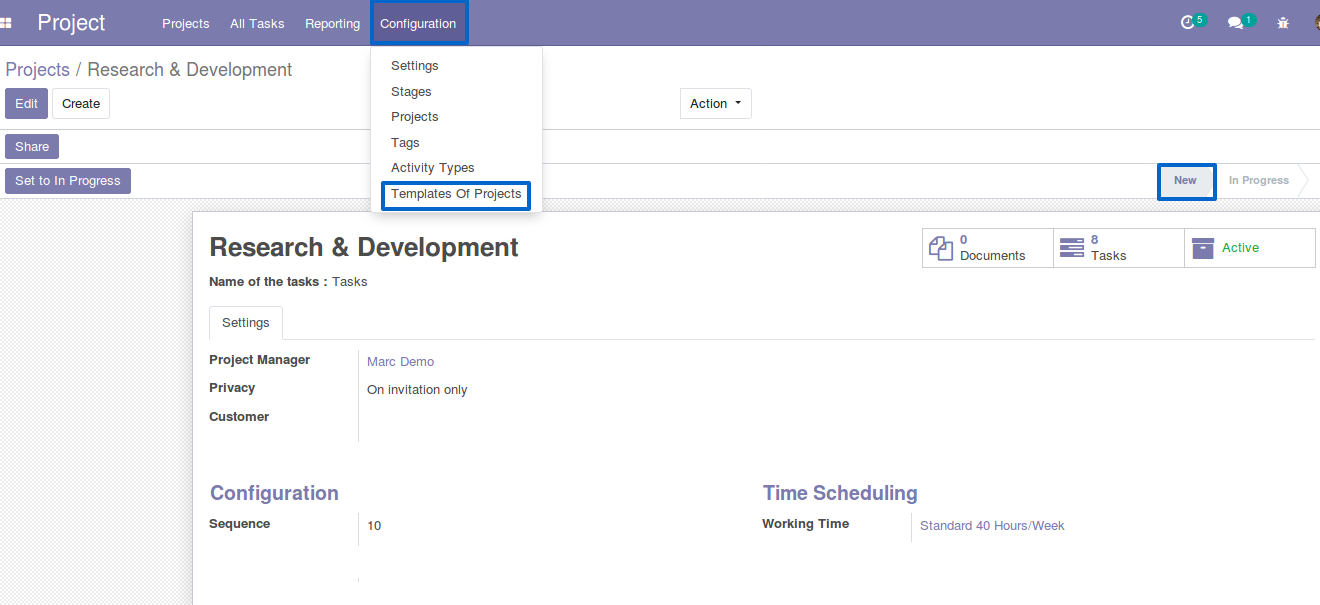 Project Projects All Tasks Reporting Configuration 5 1
Projects / Research & Development
Settings
Stages
Projects
Tags
Activity Types
Templates Of Projects
Edit Create Action
Share
Set to In Progress New In Progress
Research & Development
0 Documents 8 Tasks Active
Name of the tasks : Tasks
Settings
Project Manager Marc Demo
Privacy On invitation only
Customer
Configuration Time Scheduling
Sequence 10 Working Time Standard 40 Hours/Week